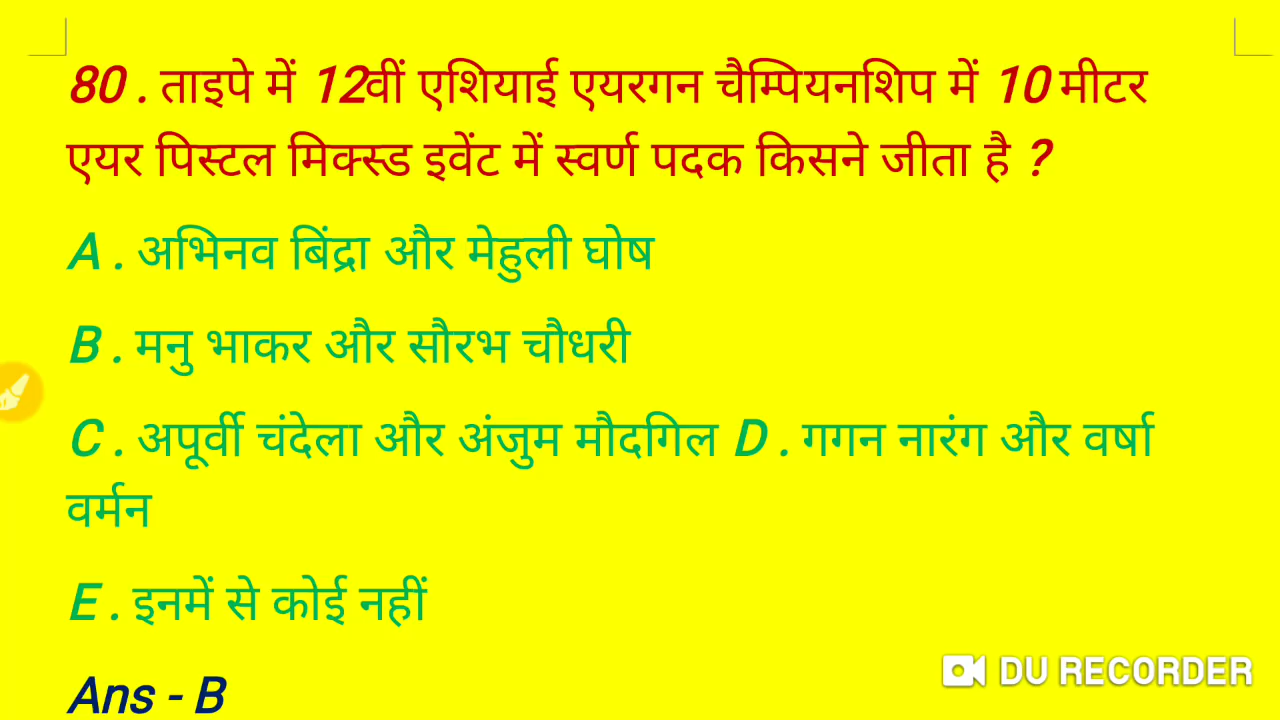 80 . ताइपे में 12वीं एशियाई एयरगन चैम्पियनशिप में 10 मीटर
एयर पिस्टल मिक्स्ड इवेंट में स्वर्ण पदक किसने जीता है ?
A . अभिनव बिंद्रा और मेहुली घोष
B . मनु भाकर और सौरभ चौधरी
C . अपूर्वी चंदेला और अंजुम मौदगिल D . गगन नारंग और वर्षा
वर्मन
E . इनमें से कोई नहीं
DU RECORDER
Ans - B